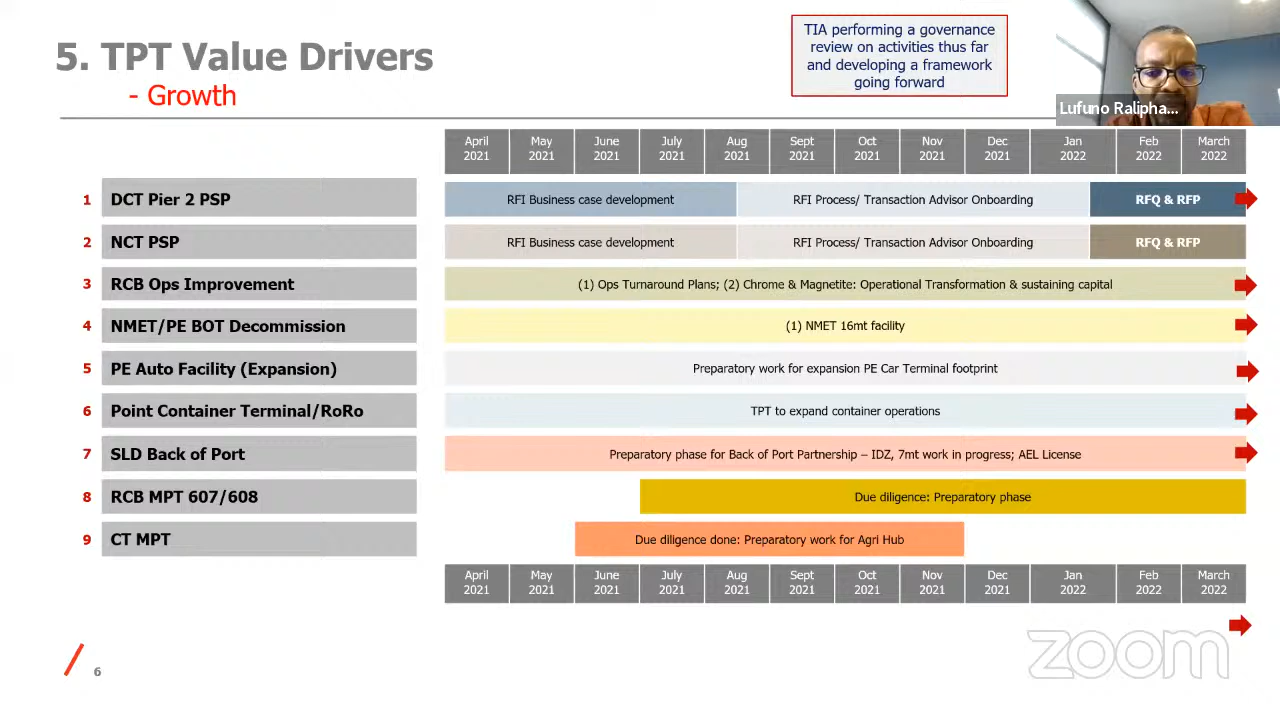 5. TPT Value Drivers
- Growth
TIA performing a governance
review on activities thus far
and developing a framework
going forward
Lufuno Ralipha...
April May June July Aug Sept Oct Nov Dec Jan Feb March
2021 2021 2021 2021 2021 2021 2021 2021 2021 2022 2022 2022
1 DCT Pier 2 PSP RFI Business case development RFI Process/ Transaction Advisor Onboarding RFQ & RFP
2 NCT PSP RFI Business case development RFI Process/ Transaction Advisor Onboarding RFQ & RFP
3 RCB Ops Improvement (1) Ops Turnaround Plans; (2) Chrome & Magnetite: Operational Transformation & sustaining capital
4 NMET/PE BOT Decommission (1) NMET 16mt facility
5 PE Auto Facility (Expansion) Preparatory work for expansion PE Car Terminal footprint
6 Point Container Terminal/RoRo TPT to expand container operations
7 SLD Back of Port Preparatory phase for Back of Port Partnership – IDZ, 7mt work in progress; AEL License
8 RCB MPT 607/608 Due diligence: Preparatory phase
9 CT MPT Due diligence done: Preparatory work for Agri Hub
April May June July Aug Sept Oct Nov Dec Jan Feb March
2021 2021 2021 2021 2021 2021 2021 2021 2021 2022 2022 2022
6
zoom